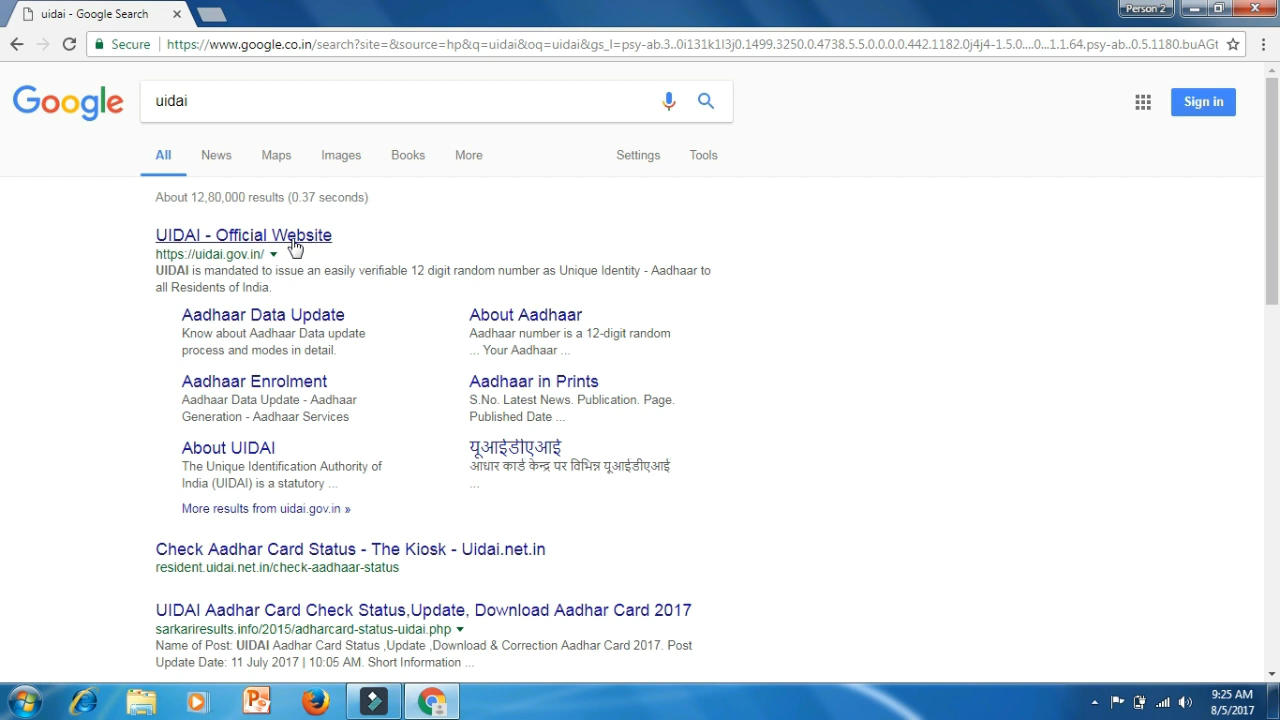 uidai - Google Search
Person 2
Secure
https://www.google.co.in/search?site=&source=hp&q=uidai&oq=uidai&gs_l=psy-ab.3..0i131k1l3j0.1499.3250.0.4738.5.5.0.0.0.0.442.1182.0j4j4-1.5.0....0...1.1.64.psy-ab..0.5.1180.buAGt
Google
uidai
Sign in
All News Maps Images Books More Settings Tools
About 12,80,000 results (0.37 seconds)
UIDAI - Official Website
https://uidai.gov.in/
UIDAI is mandated to issue an easily verifiable 12 digit random number as Unique Identity - Aadhaar to
all Residents of India.
Aadhaar Data Update
Know about Aadhaar Data update
process and modes in detail.
About Aadhaar
Aadhaar number is a 12-digit random
... Your Aadhaar ...
Aadhaar Enrolment
Aadhaar Data Update - Aadhaar
Generation - Aadhaar Services
Aadhaar in Prints
S.No. Latest News. Publication. Page.
Published Date ...
About UIDAI
The Unique Identification Authority of
India (UIDAI) is a statutory ...
यूआईडीएआई
आधार कार्ड केन्द्र पर विभिन्न यूआईडीएआई
...
More results from uidai.gov.in »
Check Aadhar Card Status - The Kiosk - Uidai.net.in
resident.uidai.net.in/check-aadhaar-status
UIDAI Aadhar Card Check Status,Update, Download Aadhar Card 2017
sarkariresults.info/2015/adharcard-status-uidai.php
Name of Post: UIDAI Aadhar Card Status ,Update ,Download & Correction Aadhar Card 2017. Post
Update Date: 11 July 2017 | 10:05 AM. Short Information ...
9:25 AM
8/5/2017